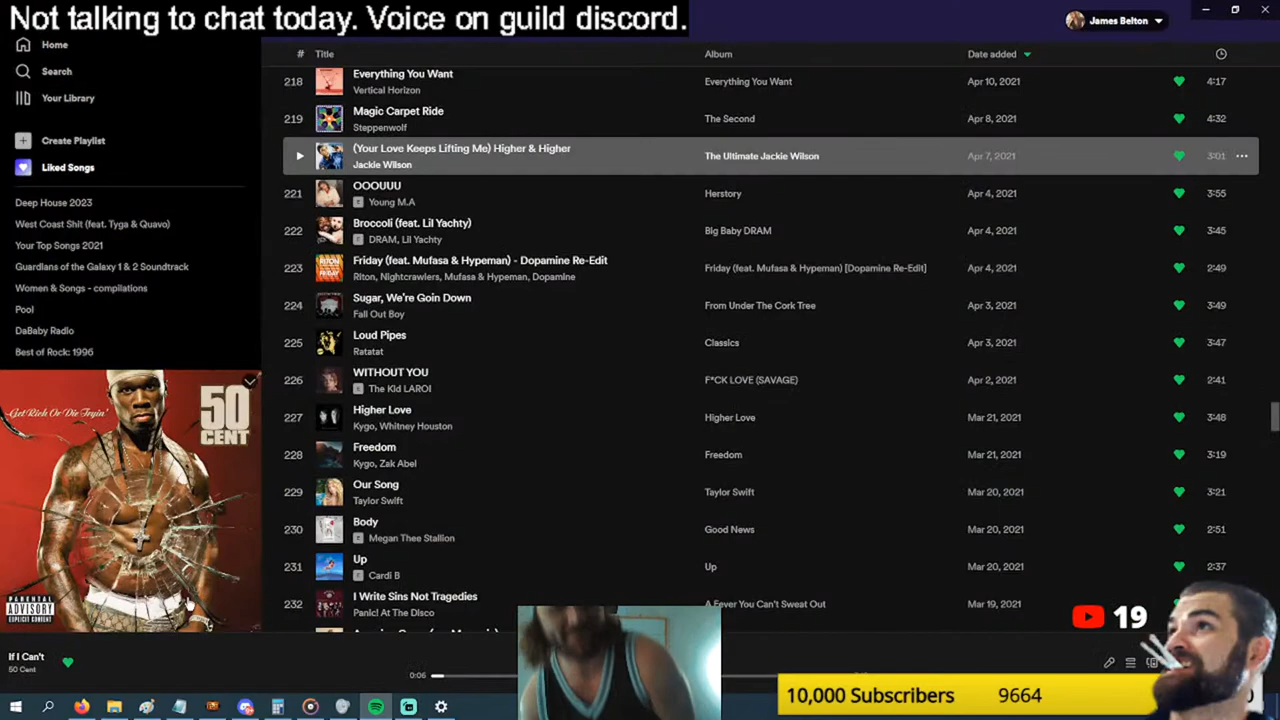 Not talking to chat today. Voice on guild discord.
James Belton
Home
Search
Your Library
Create Playlist
Liked Songs
Deep House 2023
West Coast Shit (feat. Tyga & Quavo)
Your Top Songs 2021
Guardians of the Galaxy 1 & 2 Soundtrack
Women & Songs - compilations
Pool
DaBaby Radio
Best of Rock: 1996
Get Rich Or Die Tryin'
50
CENT
PARENTAL
ADVISORY
EXPLICIT CONTENT
# Title Album Date added
218 Everything You Want Everything You Want Apr 10, 2021 4:17
Vertical Horizon
219 Magic Carpet Ride The Second Apr 8, 2021 4:32
Steppenwolf
(Your Love Keeps Lifting Me) Higher & Higher The Ultimate Jackie Wilson Apr 7, 2021 3:01
Jackie Wilson
221 OOOUUU Herstory Apr 4, 2021 3:55
E Young M.A
222 Broccoli (feat. Lil Yachty) Big Baby DRAM Apr 4, 2021 3:45
E DRAM, Lil Yachty
223 Friday (feat. Mufasa & Hypeman) - Dopamine Re-Edit Friday (feat. Mufasa & Hypeman) [Dopamine Re-Edit] Apr 4, 2021 2:49
Riton, Nightcrawlers, Mufasa & Hypeman, Dopamine
224 Sugar, We're Goin Down From Under The Cork Tree Apr 3, 2021 3:49
Fall Out Boy
225 Loud Pipes Classics Apr 3, 2021 3:47
Ratatat
226 WITHOUT YOU F*CK LOVE (SAVAGE) Apr 2, 2021 2:41
E The Kid LAROI
227 Higher Love Higher Love Mar 21, 2021 3:48
Kygo, Whitney Houston
228 Freedom Freedom Mar 21, 2021 3:19
Kygo, Zak Abel
229 Our Song Taylor Swift Mar 20, 2021 3:21
Taylor Swift
230 Body Good News Mar 20, 2021 2:51
E Megan Thee Stallion
231 Up Up Mar 20, 2021 2:37
E Cardi B
232 I Write Sins Not Tragedies A Fever You Can't Sweat Out Mar 19, 2021
Panic! At The Disco
19
If I Can't
50 Cent
0:06
10,000 Subscribers 9664